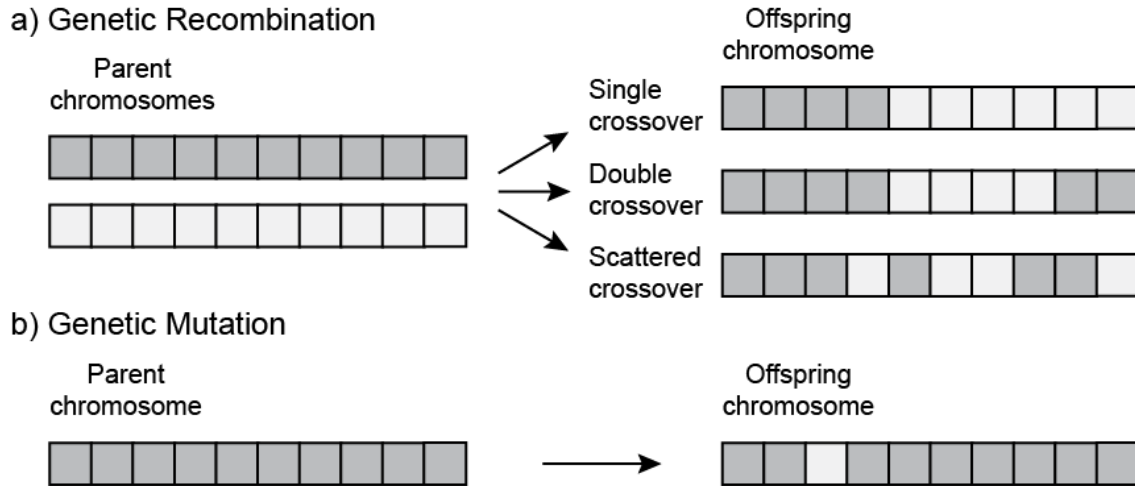 a) Genetic Recombination
Parent
chromosomes
Offspring
chromosome
Single
crossover
Double
crossover
Scattered
crossover
b) Genetic Mutation
Parent
chromosome
Offspring
chromosome